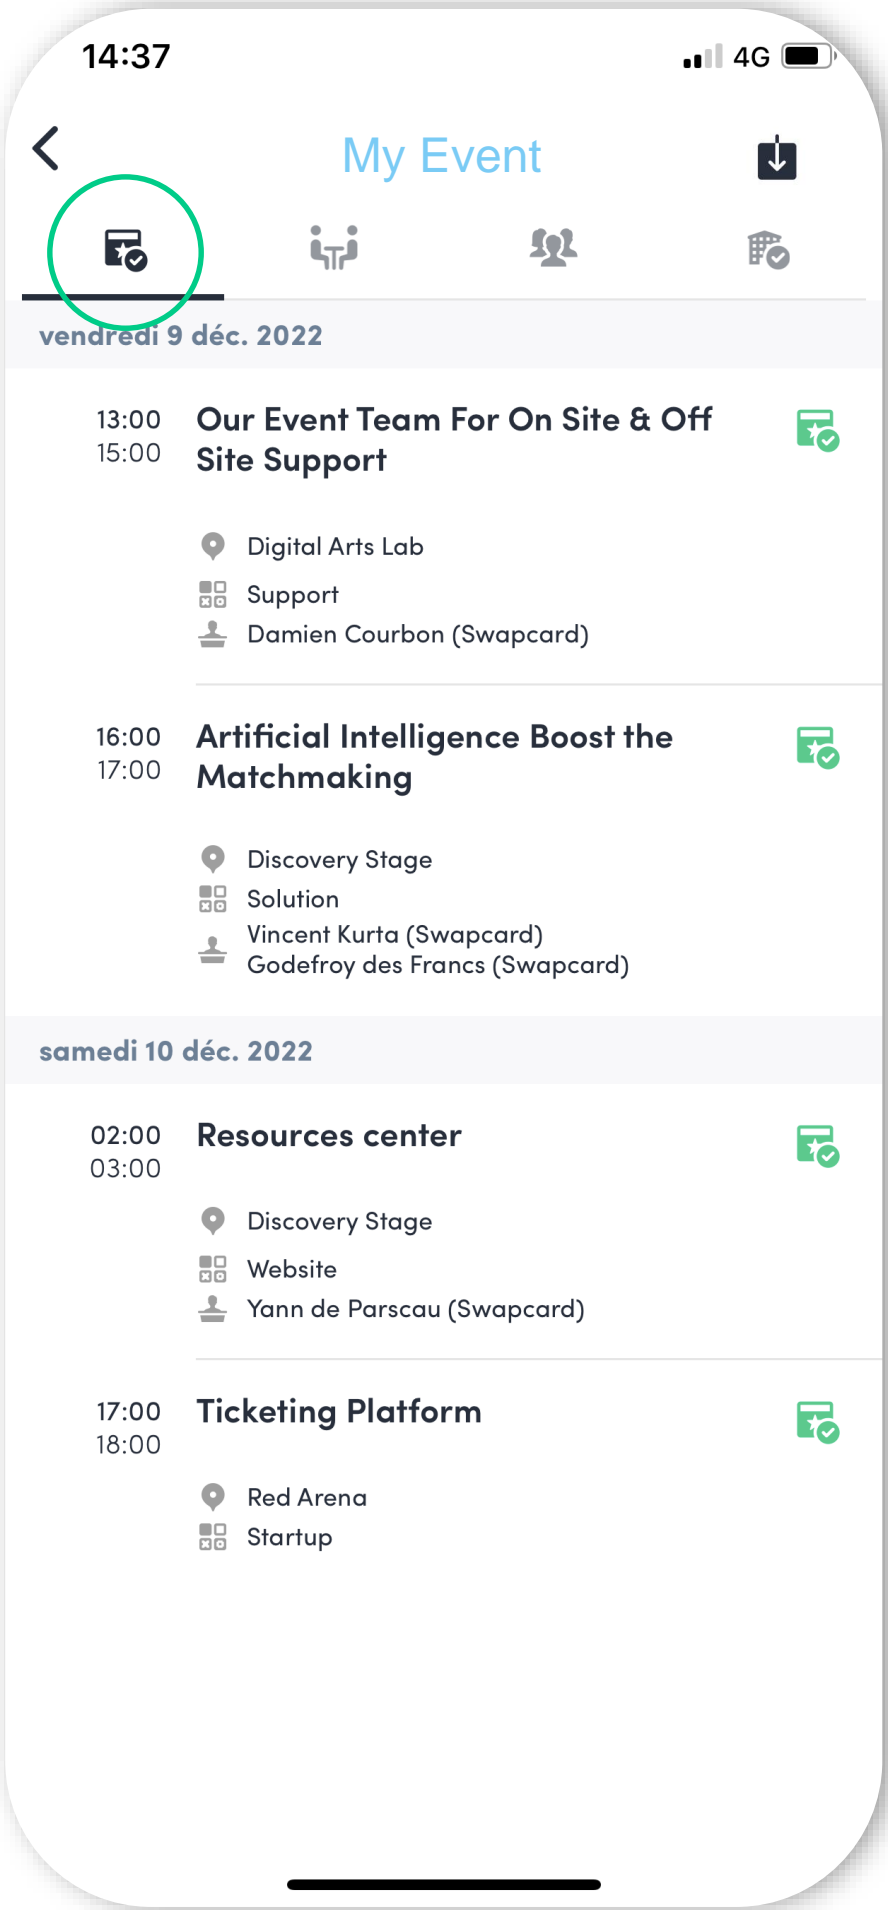 14:37
4G
My Event
vendredi 9 déc. 2022
13:00
15:00
Our Event Team For On Site & Off
Site Support
Digital Arts Lab
Support
Damien Courbon (Swapcard)
16:00
17:00
Artificial Intelligence Boost the
Matchmaking
Discovery Stage
Solution
Vincent Kurta (Swapcard)
Godefroy des Francs (Swapcard)
samedi 10 déc. 2022
02:00
03:00
Resources center
Discovery Stage
Website
Yann de Parscau (Swapcard)
17:00
18:00
Ticketing Platform
Red Arena
Startup